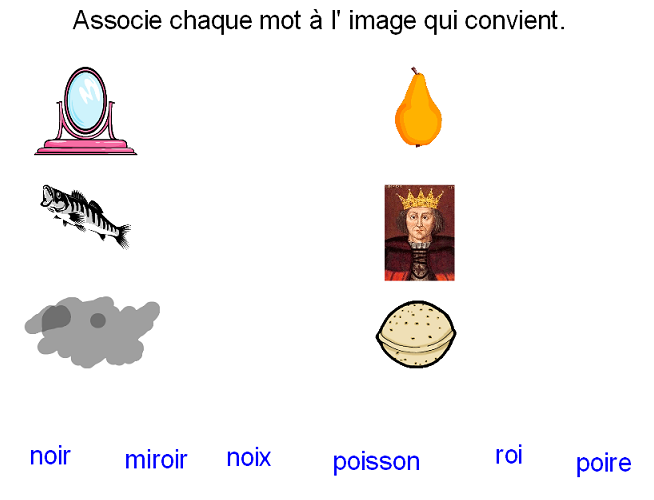 Associe chaque mot à l' image qui convient.
noir miroir noix poisson roi poire